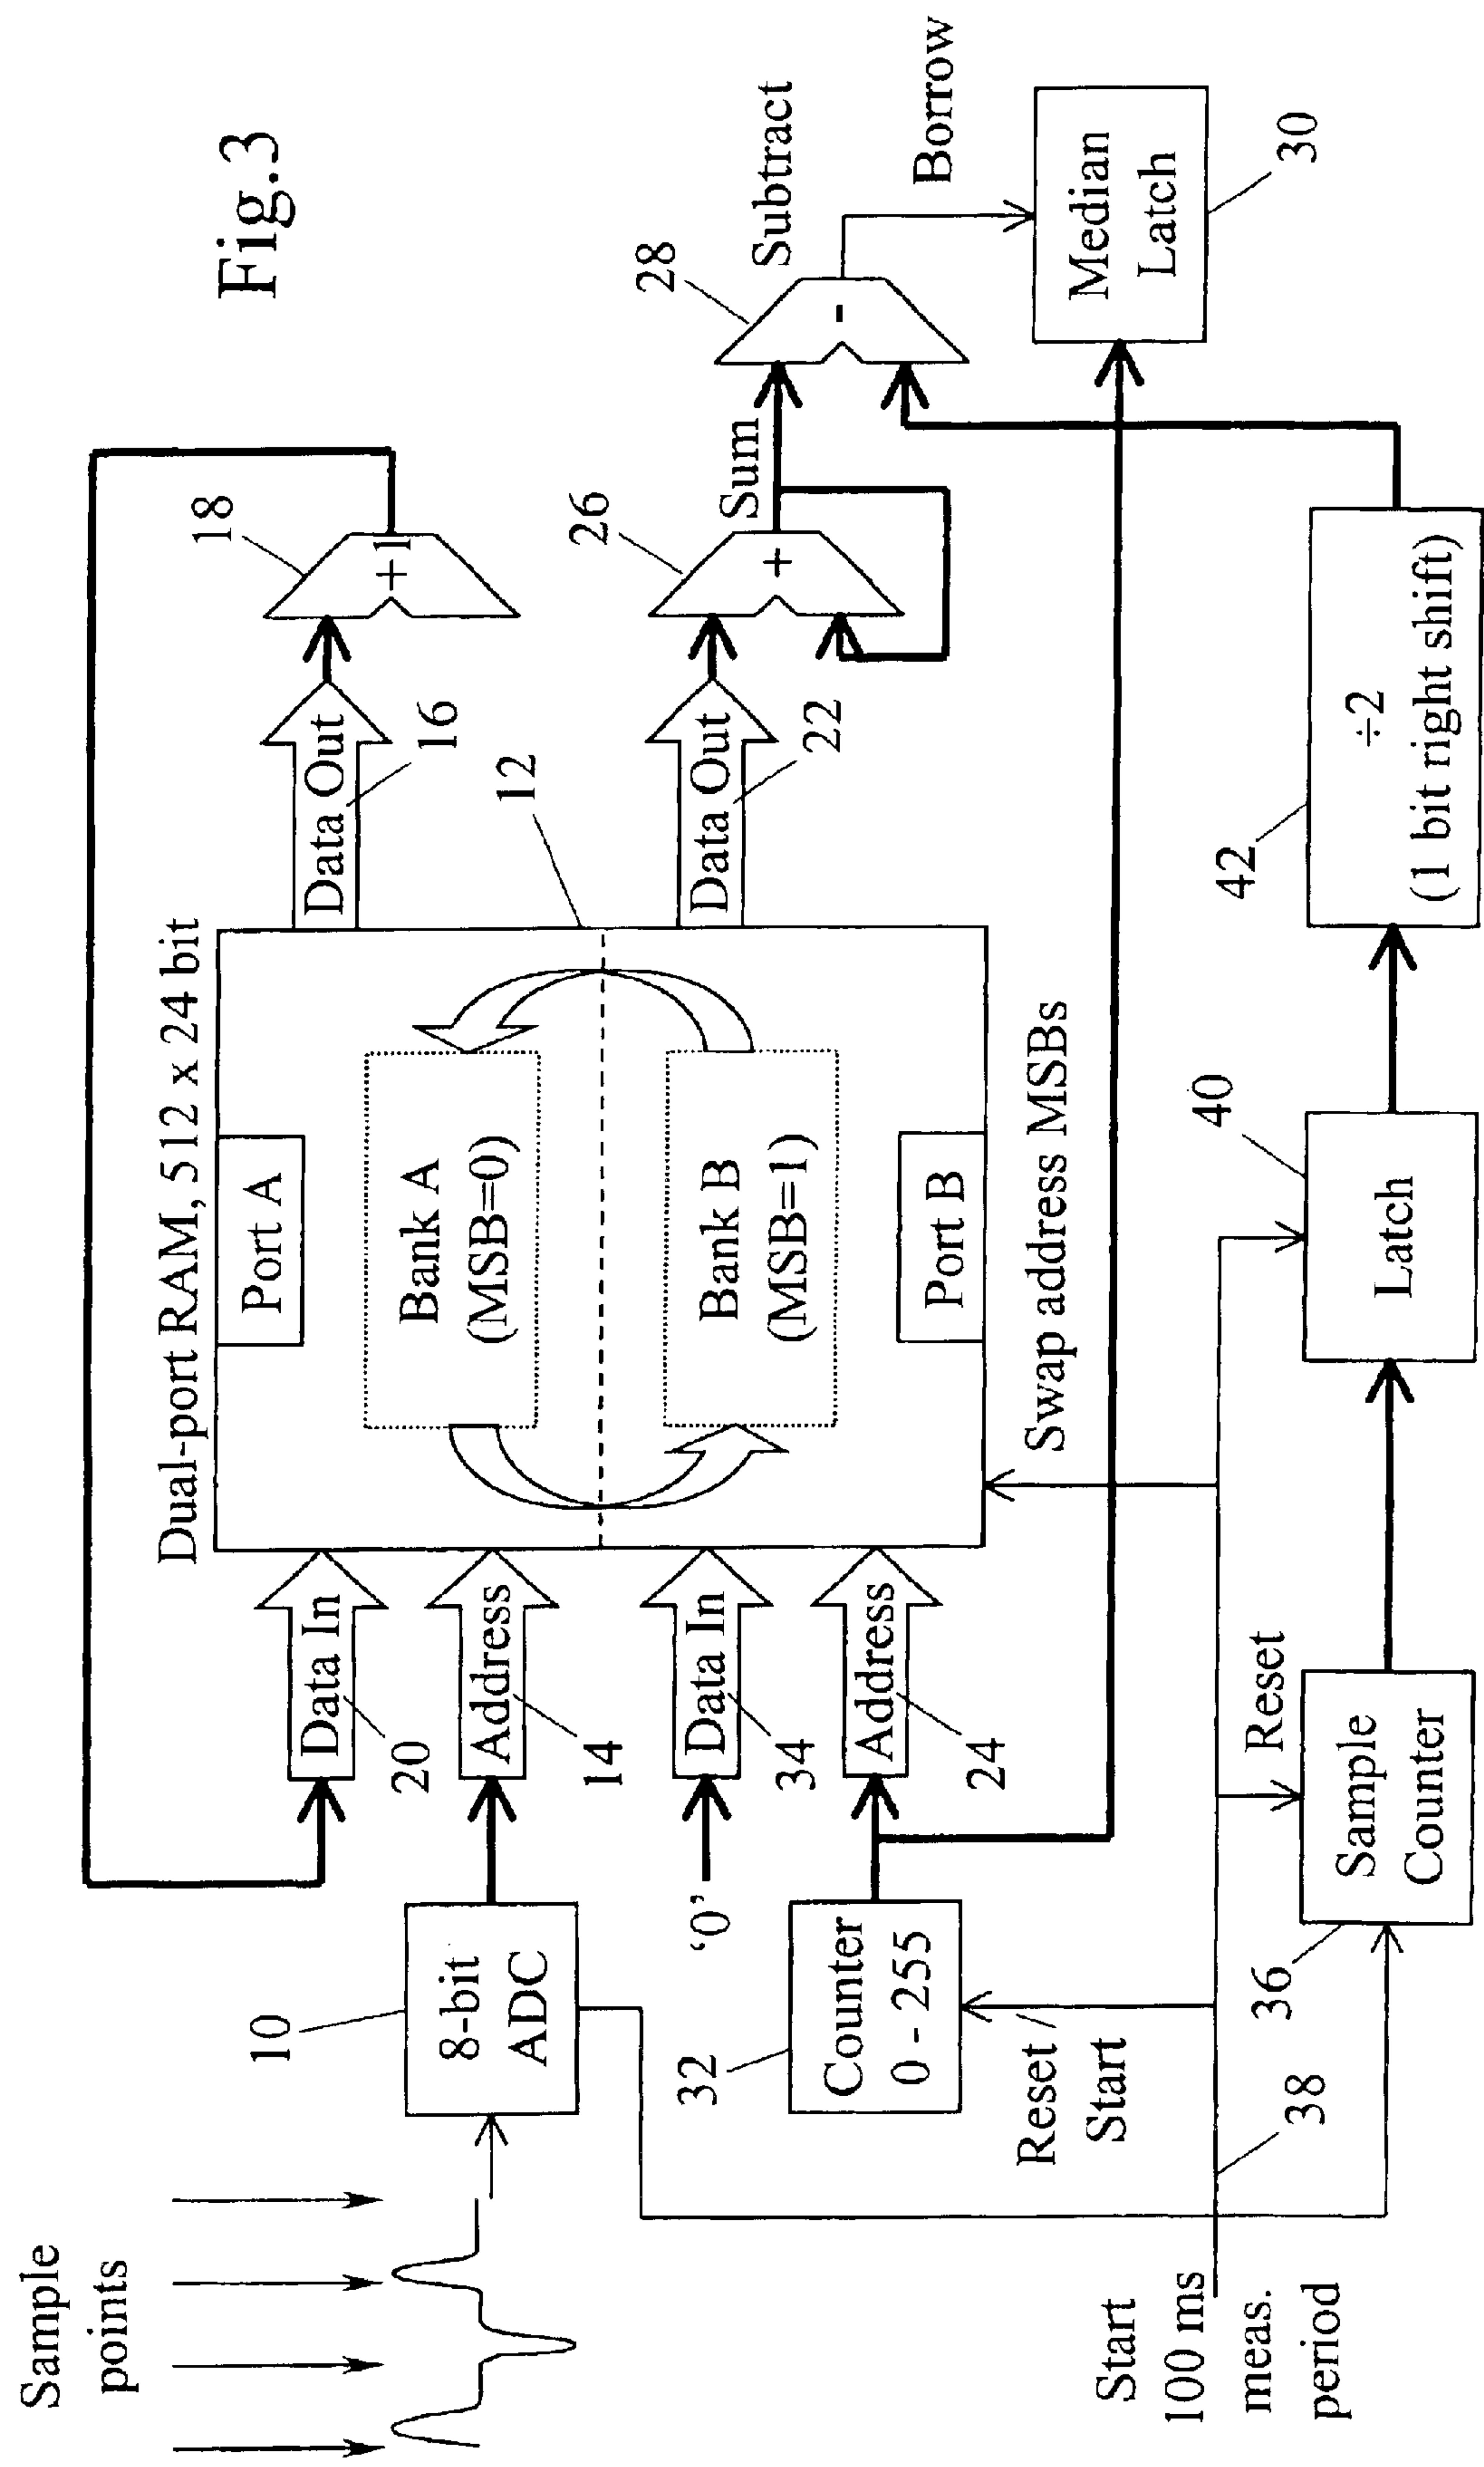 Fig.3
Dual-port RAM, 512 x 24 bit
Sample
points
10
8-bit
ADC
Data In
20
Address
14
‘0’
Data In
34
Address
24
32
Counter
0 - 255
Reset /
Start
Port A
Bank A
(MSB=0)
Bank B
(MSB=1)
Port B
12
Data Out
16
Data Out
22
18
+1
26
+
Sum
28
-
Subtract
Borrow
Median
Latch
30
Swap address MSBs
Start
100 ms
meas.
period
38
Reset
36
Sample
Counter
40
Latch
42
÷2
(1 bit right shift)